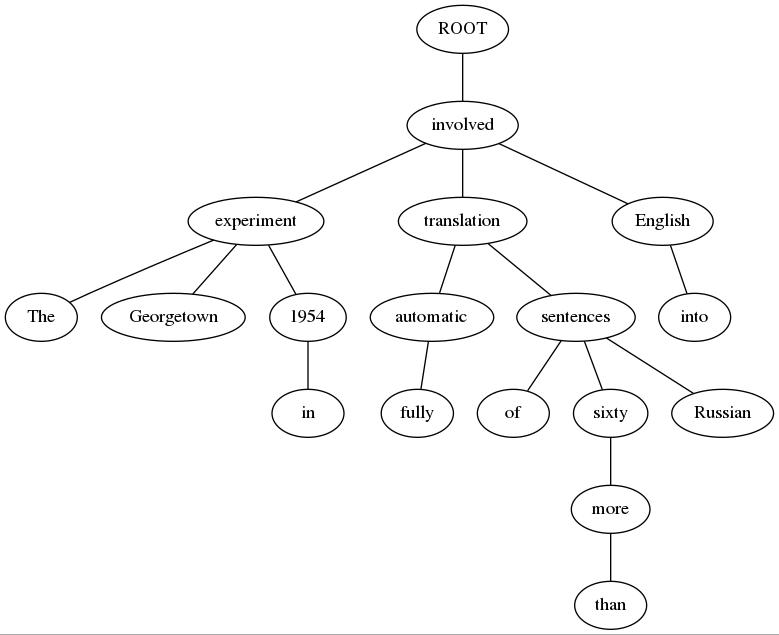 ROOT
involved
experiment translation English
The Georgetown 1954 automatic sentences into
in fully of sixty Russian
more
than